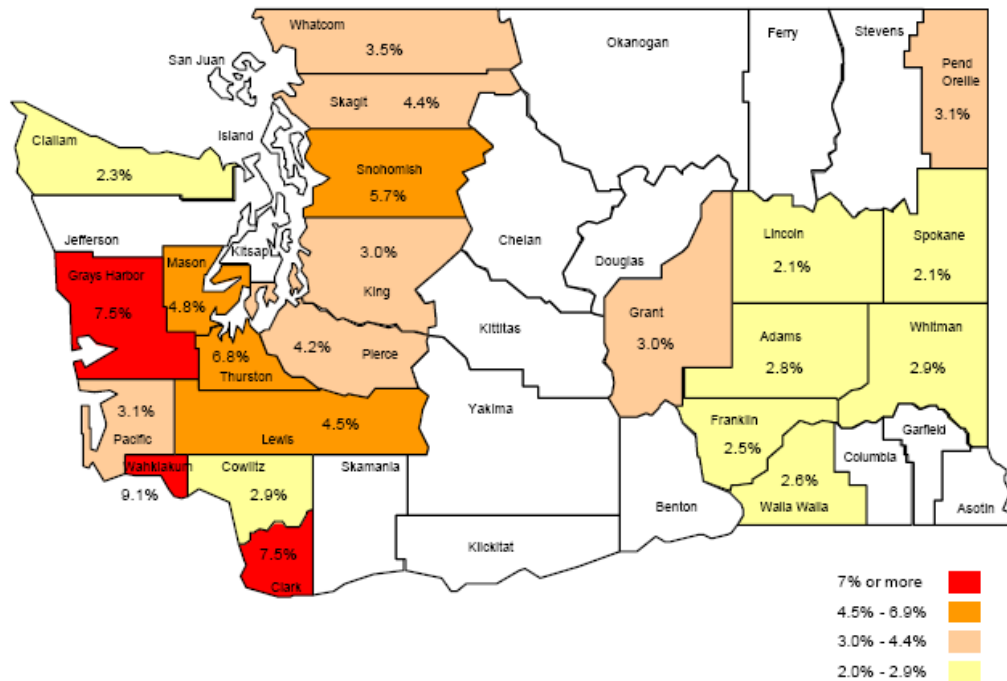 Whatcom
3.5%
Okanogan
Ferry
Stevens
San Juan
Pend
Oreille
3.1%
Skagit
4.4%
Island
Clallam
2.3%
Snohomish
5.7%
Jefferson
Kitsap
Mason
4.8%
3.0%
King
Chelan
Douglas
Lincoln
2.1%
Spokane
2.1%
Grays Harbor
7.5%
Grant
3.0%
Kittitas
4.2%
Pierce
6.8%
Thurston
Adams
2.8%
Whitman
2.9%
3.1%
Pacific
4.5%
Lewis
Yakima
Franklin
2.5%
Garfield
Columbia
Wahkiakum
9.1%
Cowlitz
2.9%
Skamania
2.6%
Walla Walla
Benton
Asotin
7.5%
Clark
Klickitat
7% or more
4.5% - 6.9%
3.0% - 4.4%
2.0% - 2.9%